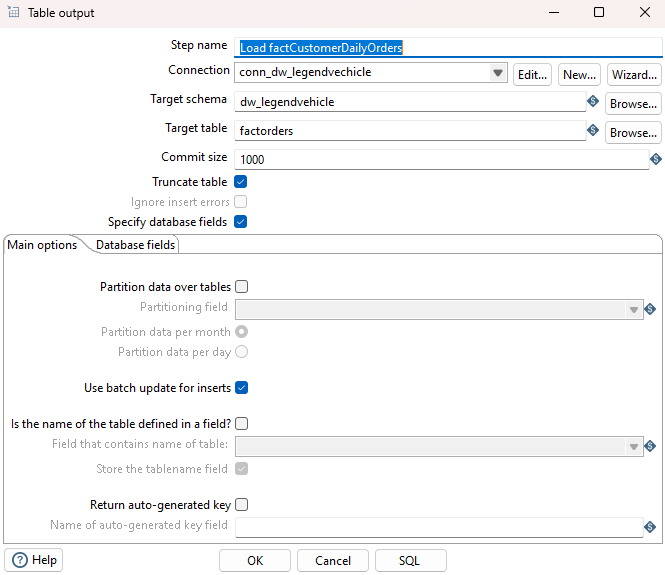 Table output
Step name Load factCustomerDailyOrders
Connection conn_dw_legendvechicle Edit... New... Wizard...
Target schema dw_legendvehicle Browse...
Target table factorders Browse...
Commit size 1000
Truncate table
Ignore insert errors
Specify database fields
Main options Database fields
Partition data over tables
Partitioning field
Partition data per month
Partition data per day
Use batch update for inserts
Is the name of the table defined in a field?
Field that contains name of table:
Store the tablename field
Return auto-generated key
Name of auto-generated key field
Help OK Cancel SQL